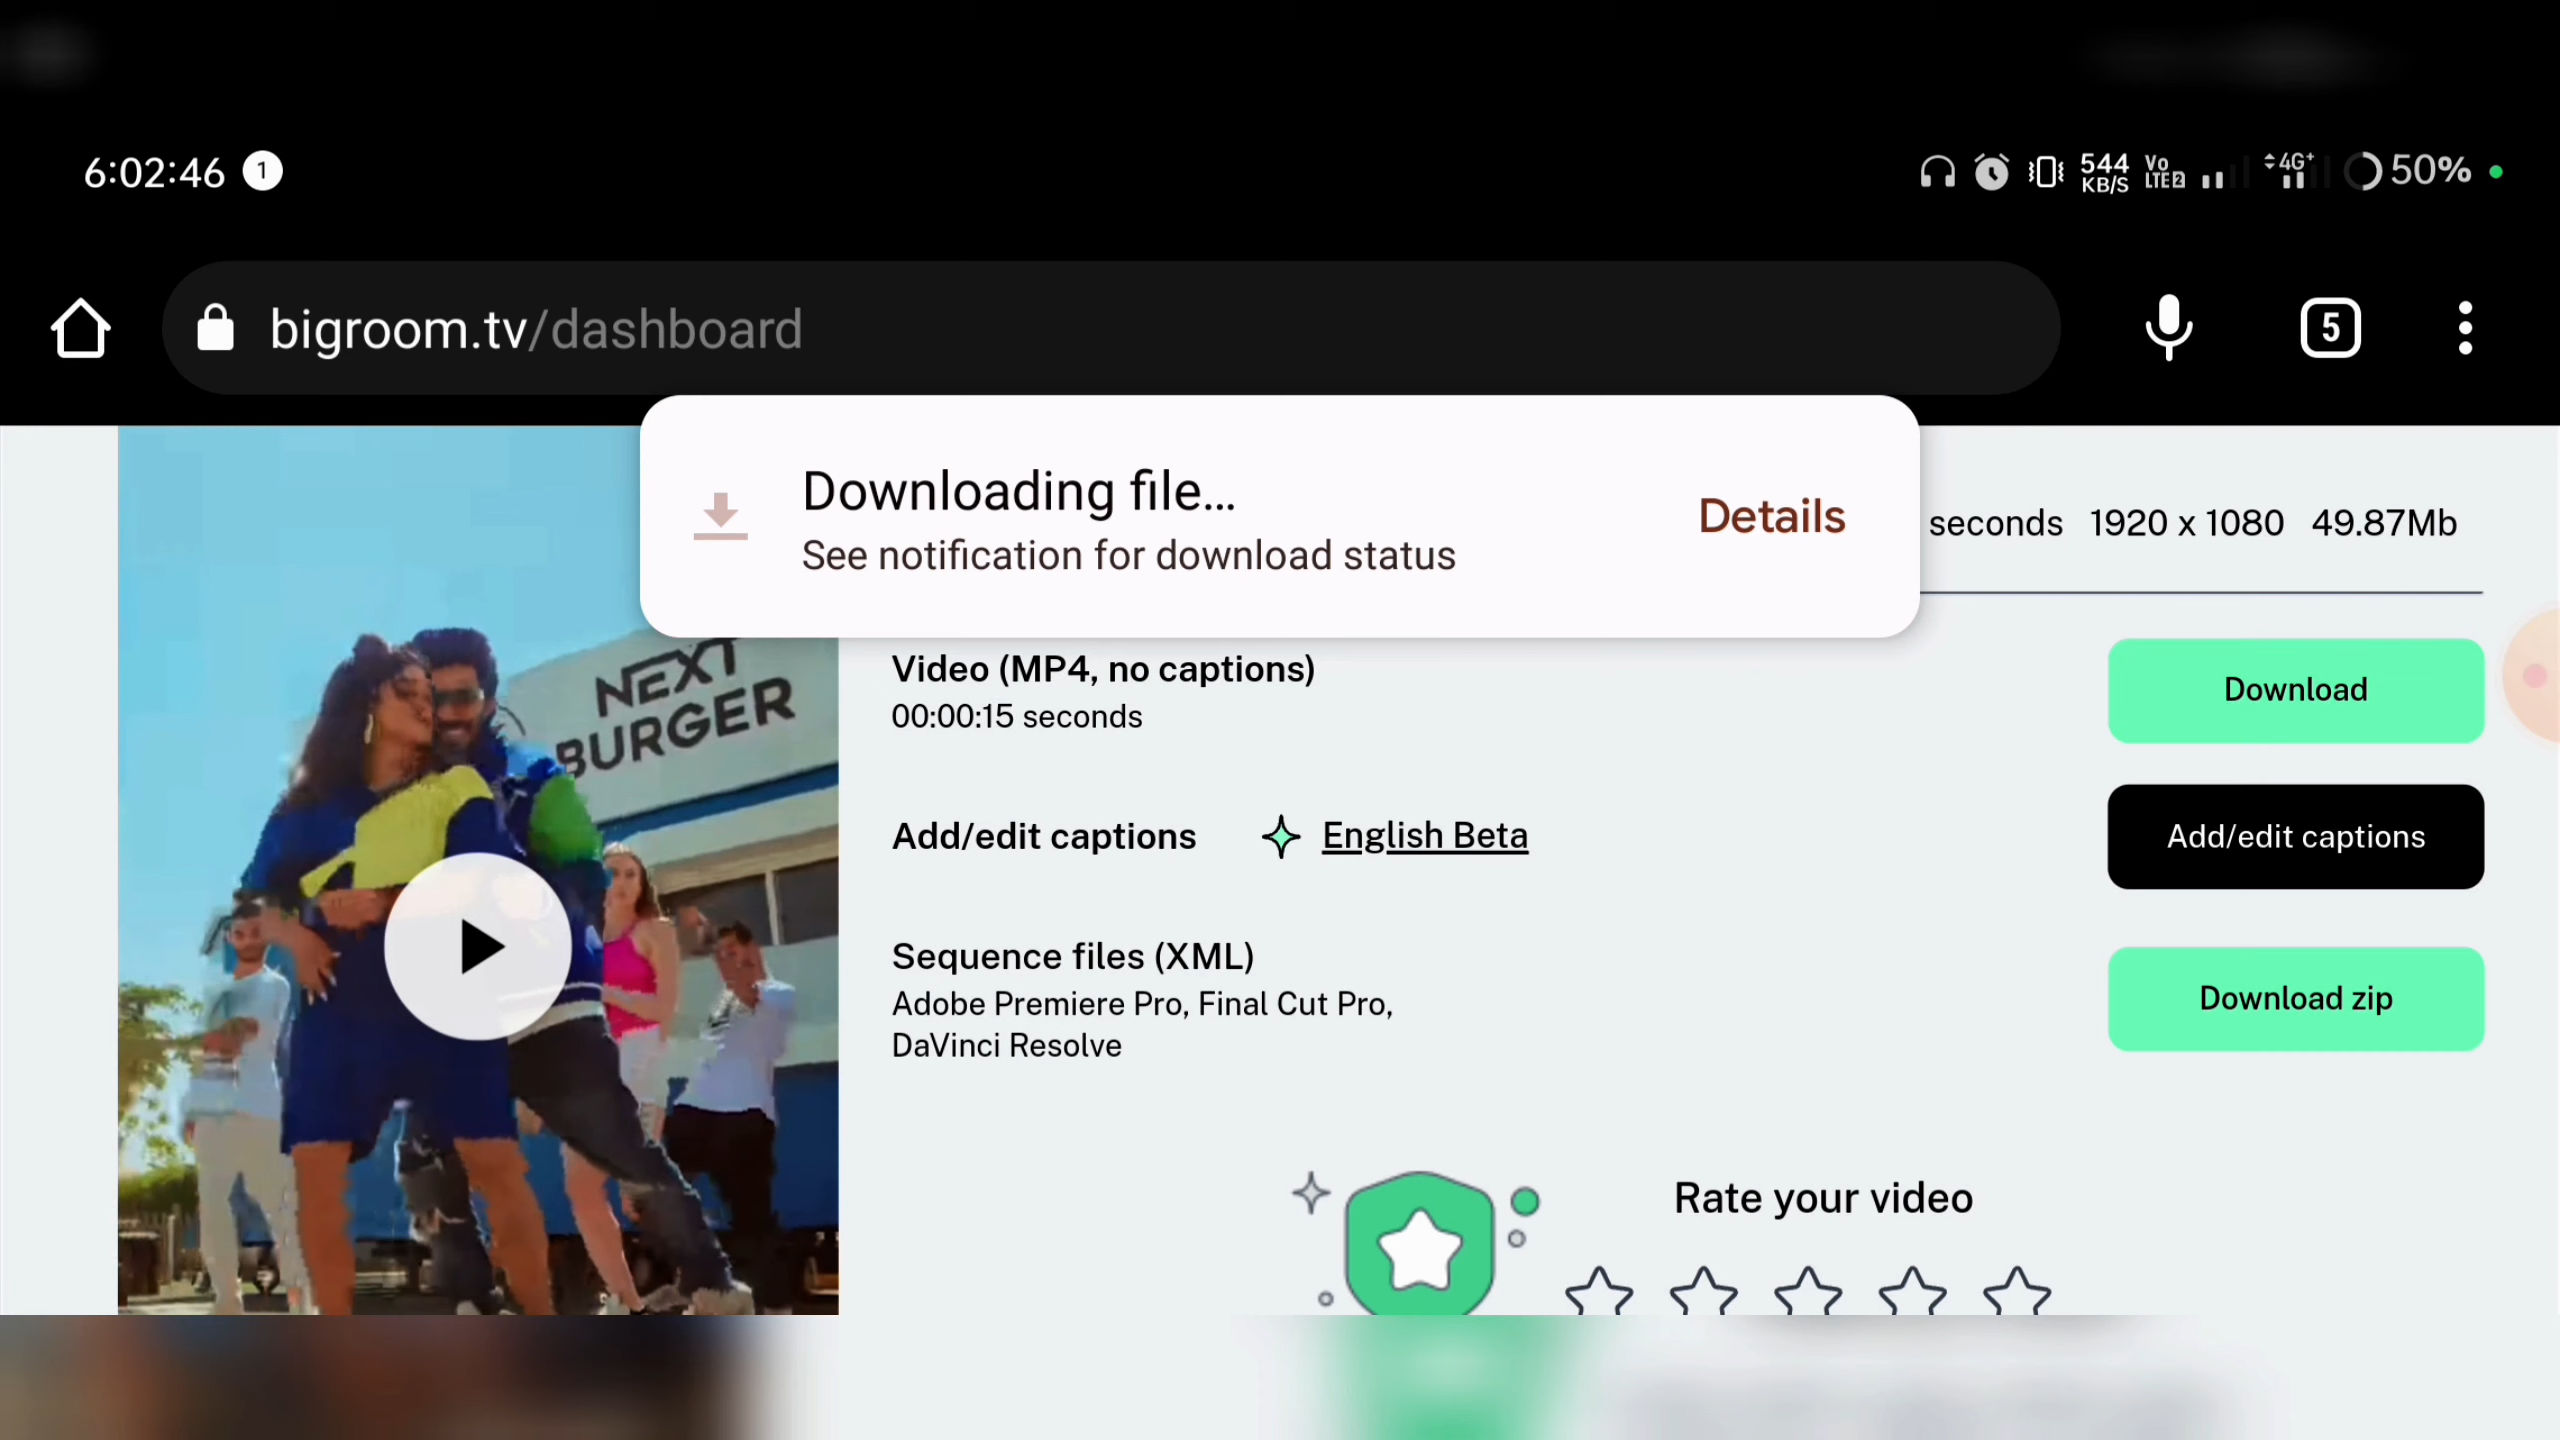 6:02:46 1
544 KB/S Vo LTE2 4G+ 50%
bigroom.tv/dashboard
5
Downloading file...
See notification for download status
Details
seconds 1920 x 1080 49.87Mb
NEXT
BURGER
Video (MP4, no captions)
00:00:15 seconds
Download
Add/edit captions
English Beta
Add/edit captions
Sequence files (XML)
Adobe Premiere Pro, Final Cut Pro,
DaVinci Resolve
Download zip
Rate your video